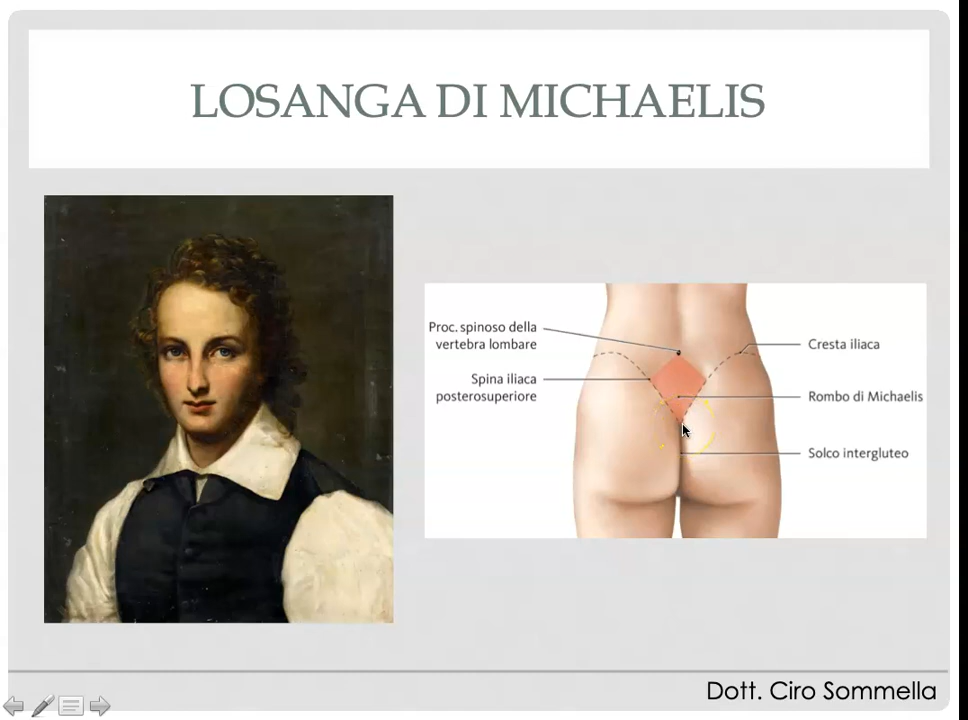 LOSANGA DI MICHAELIS
Proc. spinoso della
vertebra lombare
Spina iliaca
posterosuperiore
Cresta iliaca
Rombo di Michaelis
Solco intergluteo
Dott. Ciro Sommella